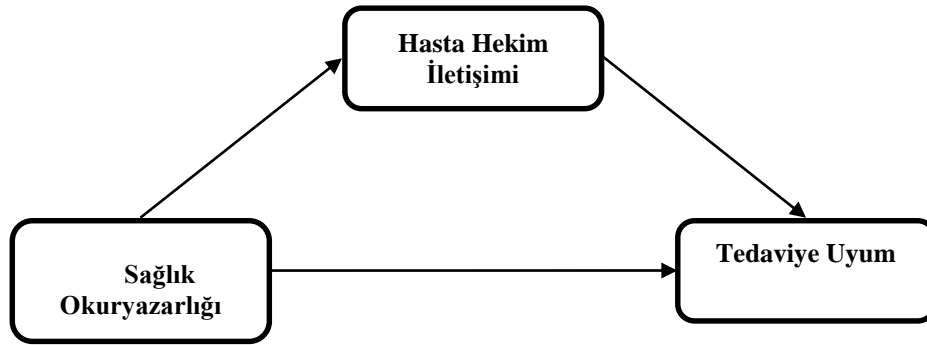 Hasta Hekim
İletişimi
Sağlık
Okuryazarlığı
Tedaviye Uyum